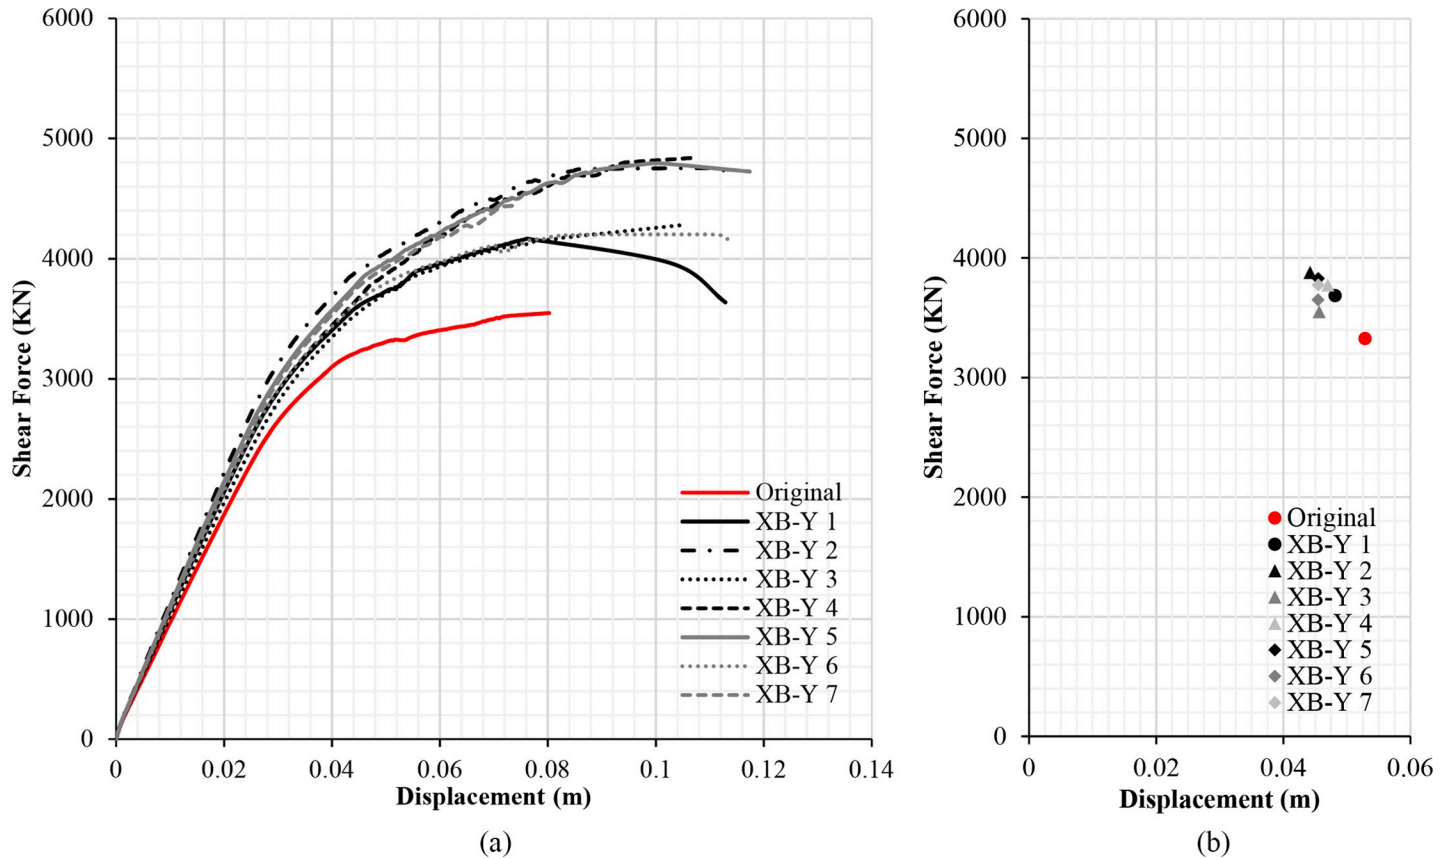 6000
5000
4000
3000
2000
1000
0
Shear Force (KN)
0
0.02
0.04
0.06
0.08
0.1
0.12
0.14
Displacement (m)
Original
XB-Y 1
XB-Y 2
XB-Y 3
XB-Y 4
XB-Y 5
XB-Y 6
XB-Y 7
(a)
6000
5000
4000
3000
2000
1000
0
Shear Force (KN)
0
0.02
0.04
0.06
Displacement (m)
Original
XB-Y 1
XB-Y 2
XB-Y 3
XB-Y 4
XB-Y 5
XB-Y 6
XB-Y 7
(b)